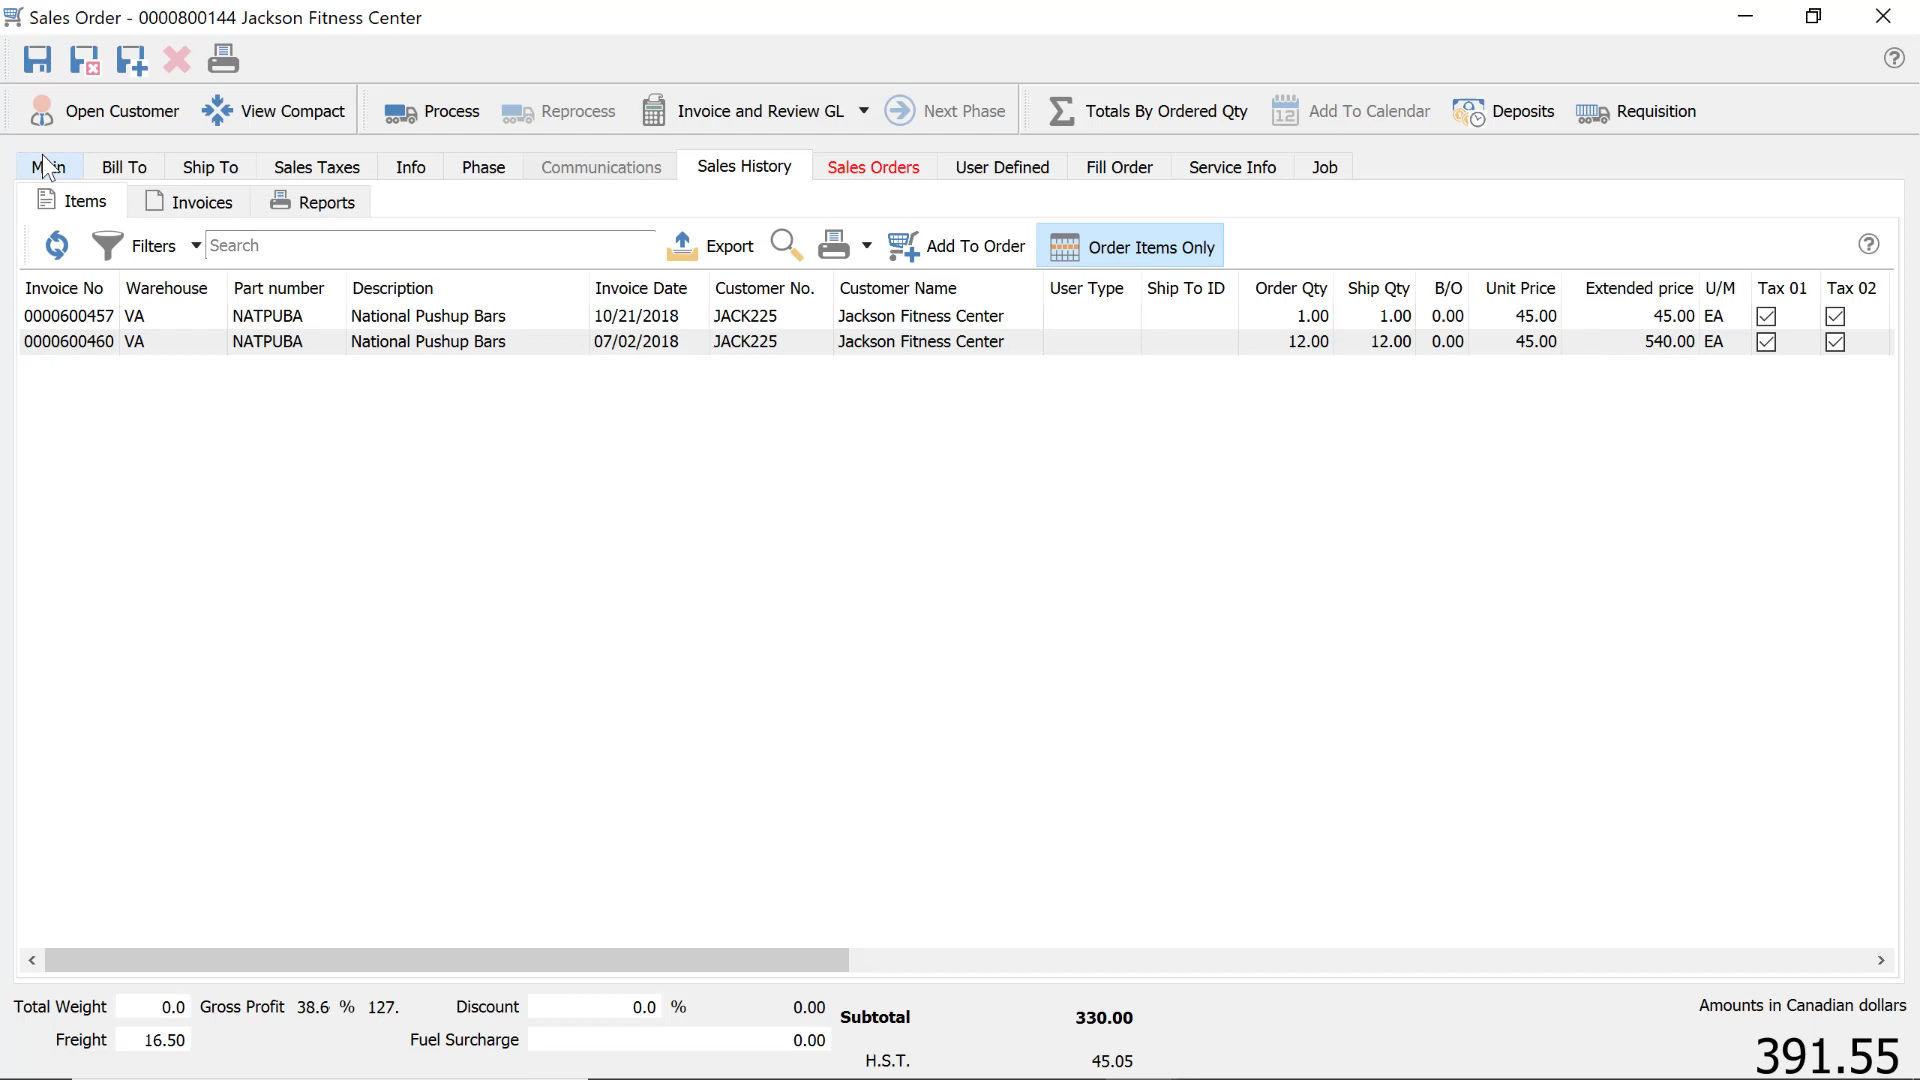 Sales Order - 0000800144 Jackson Fitness Center
Open Customer View Compact Process Reprocess Invoice and Review GL Next Phase Totals By Ordered Qty 12 Add To Calendar Deposits Requisition
Main Bill To Ship To Sales Taxes Info Phase Communications Sales History Sales Orders User Defined Fill Order Service Info Job
Items Invoices Reports
Filters Search Export Add To Order Order Items Only
Invoice No Warehouse Part number Description Invoice Date Customer No. Customer Name User Type Ship To ID Order Qty Ship Qty B/O Unit Price Extended price U/M Tax 01 Tax 02
0000600457 VA NATPUBA National Pushup Bars 10/21/2018 JACK225 Jackson Fitness Center 1.00 1.00 0.00 45.00 45.00 EA
0000600460 VA NATPUBA National Pushup Bars 07/02/2018 JACK225 Jackson Fitness Center 12.00 12.00 0.00 45.00 540.00 EA
Total Weight 0.0 Gross Profit 38.6 % 127. Discount 0.0 % 0.00 Subtotal 330.00 Amounts in Canadian dollars
Freight 16.50 Fuel Surcharge 0.00 H.S.T. 45.05 391.55